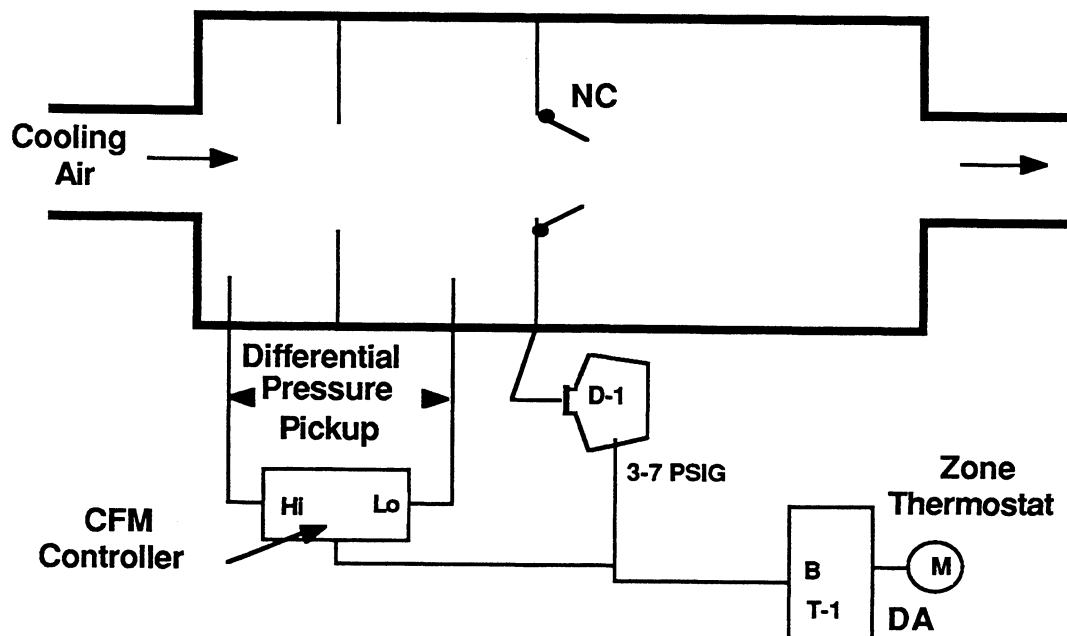 NC
Cooling
Air
Differential
Pressure
Pickup
D-1
3-7 PSIG
Zone
Thermostat
Hi
Lo
CFM
Controller
B
M
T-1
DA